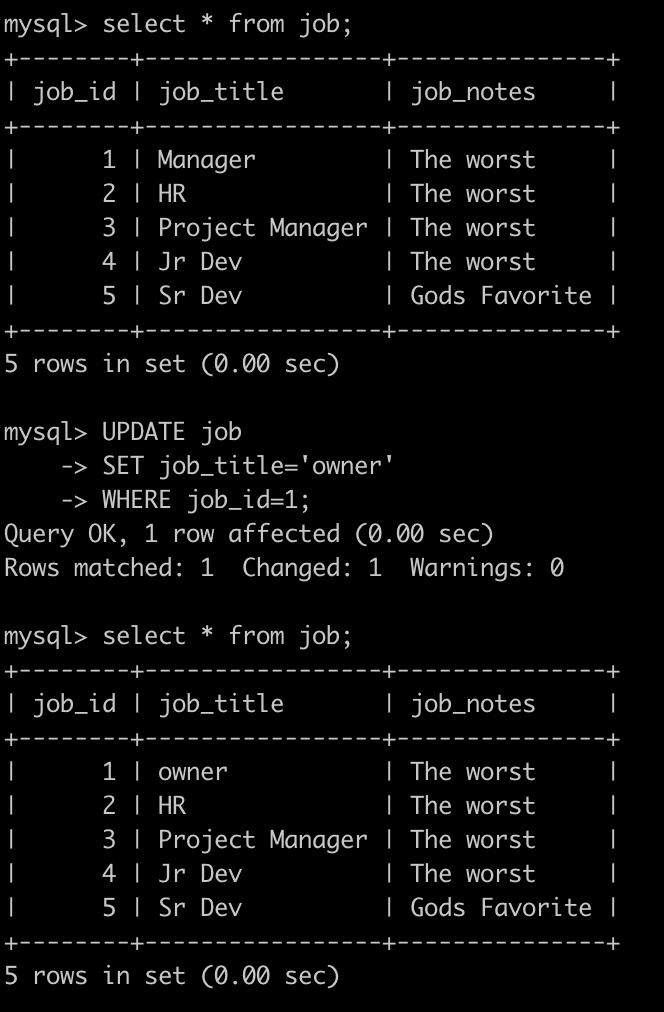 mysql> select * from job;
+--------+-----------------+---------------+
| job_id | job_title       | job_notes     |
+--------+-----------------+---------------+
|      1 | Manager         | The worst     |
|      2 | HR              | The worst     |
|      3 | Project Manager | The worst     |
|      4 | Jr Dev          | The worst     |
|      5 | Sr Dev          | Gods Favorite |
+--------+-----------------+---------------+
5 rows in set (0.00 sec)

mysql> UPDATE job
    -> SET job_title='owner'
    -> WHERE job_id=1;
Query OK, 1 row affected (0.00 sec)
Rows matched: 1  Changed: 1  Warnings: 0

mysql> select * from job;
+--------+-----------------+---------------+
| job_id | job_title       | job_notes     |
+--------+-----------------+---------------+
|      1 | owner           | The worst     |
|      2 | HR              | The worst     |
|      3 | Project Manager | The worst     |
|      4 | Jr Dev          | The worst     |
|      5 | Sr Dev          | Gods Favorite |
+--------+-----------------+---------------+
5 rows in set (0.00 sec)